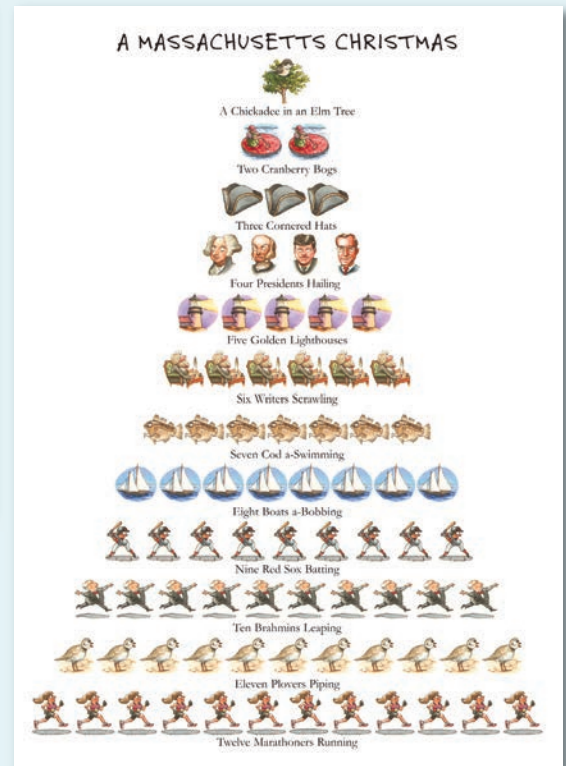 A MASSACHUSETTS CHRISTMAS
A Chickadee in an Elm Tree
Two Cranberry Bogs
Three Cornered Hats
Four Presidents Hailing
Five Golden Lighthouses
Six Writers Scrawling
Seven Cod a-Swimming
Eight Boats a-Bobbing
Nine Red Sox Batting
Ten Brahmins Leaping
Eleven Plovers Piping
Twelve Marathoners Running